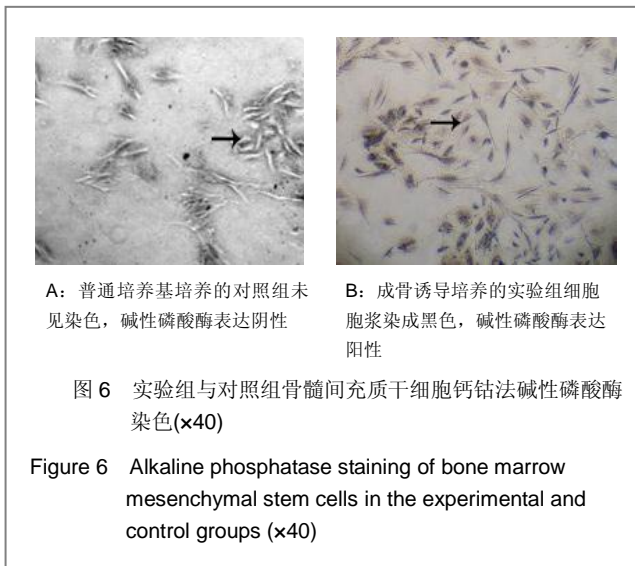 A：普通培养基培养的对照组未
见染色，碱性磷酸酶表达阴性
B：成骨诱导培养的实验组细胞
胞浆染成黑色，碱性磷酸酶表达
阳性
图 6 实验组与对照组骨髓间充质干细胞钙钴法碱性磷酸酶
染色(×40)
Figure 6 Alkaline phosphatase staining of bone marrow
mesenchymal stem cells in the experimental and
control groups (×40)